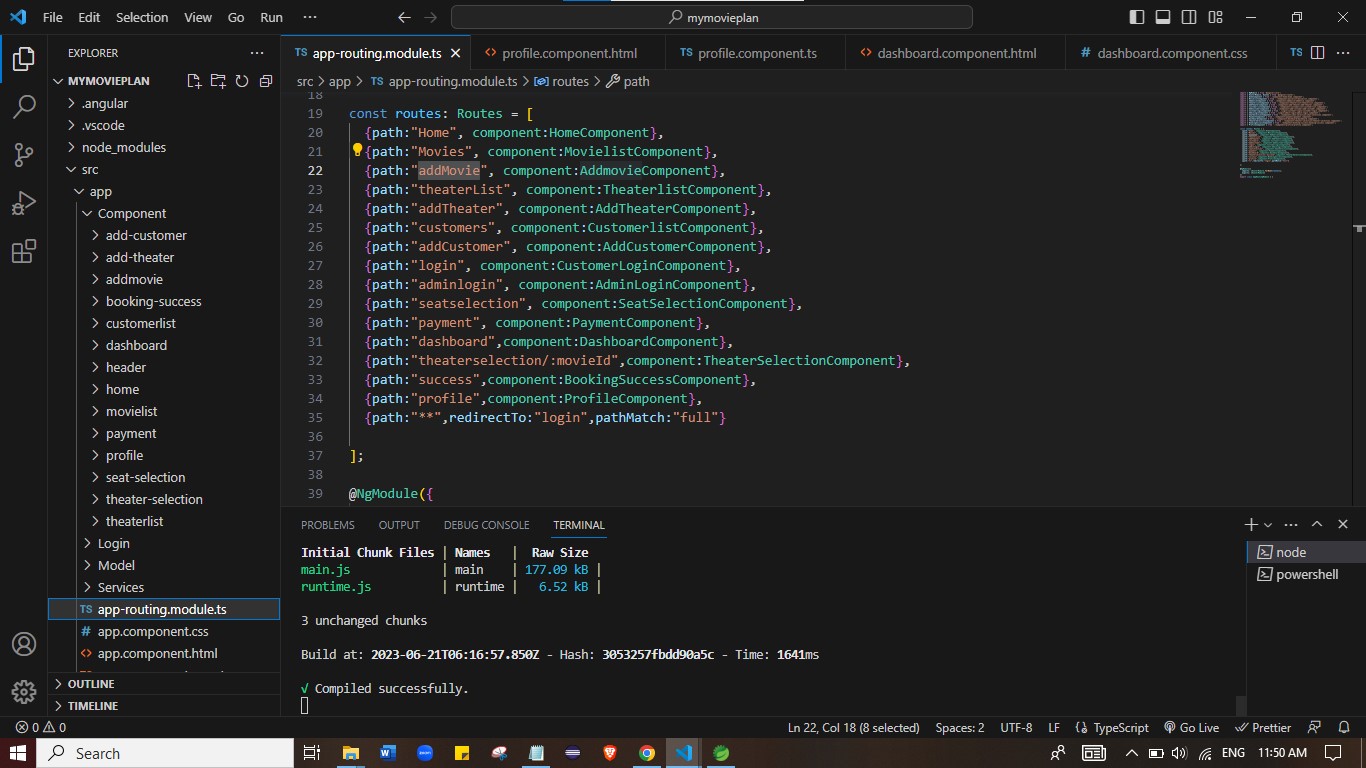 File Edit Selection View Go Run ··· mymovieplan
EXPLORER ···
MYMOVIEPLAN
.angular
.vscode
node_modules
src
app
Component
add-customer
add-theater
addmovie
booking-success
customerlist
dashboard
header
home
movielist
payment
profile
seat-selection
theater-selection
theaterlist
Login
Model
Services
TS app-routing.module.ts
# app.component.css
<> app.component.html
OUTLINE
TIMELINE
TS app-routing.module.ts <> profile.component.html TS profile.component.ts <> dashboard.component.html # dashboard.component.css TS ···
src > app > TS app-routing.module.ts > routes > path
18
19 const routes: Routes = [
20 {path:"Home", component:HomeComponent},
21 {path:"Movies", component:MovielistComponent},
22 {path:"addMovie", component:AddmovieComponent},
23 {path:"theaterList", component:TheaterlistComponent},
24 {path:"addTheater", component:AddTheaterComponent},
25 {path:"customers", component:CustomerlistComponent},
26 {path:"addCustomer", component:AddCustomerComponent},
27 {path:"login", component:CustomerLoginComponent},
28 {path:"adminlogin", component:AdminLoginComponent},
29 {path:"seatselection", component:SeatSelectionComponent},
30 {path:"payment", component:PaymentComponent},
31 {path:"dashboard",component:DashboardComponent},
32 {path:"theaterselection/:movieId",component:TheaterSelectionComponent},
33 {path:"success",component:BookingSuccessComponent},
34 {path:"profile",component:ProfileComponent},
35 {path:"**",redirectTo:"login",pathMatch:"full"}
36
37 ];
38
39 @NgModule({
PROBLEMS OUTPUT DEBUG CONSOLE TERMINAL
Initial Chunk Files | Names | Raw Size
main.js | main | 177.09 kB |
runtime.js | runtime | 6.52 kB |
3 unchanged chunks
Build at: 2023-06-21T06:16:57.850Z - Hash: 3053257fbdd90a5c - Time: 1641ms
√ Compiled successfully.
node
powershell
0 0 Ln 22, Col 18 (8 selected) Spaces: 2 UTF-8 LF {} TypeScript Go Live Prettier
Search ENG 11:50 AM